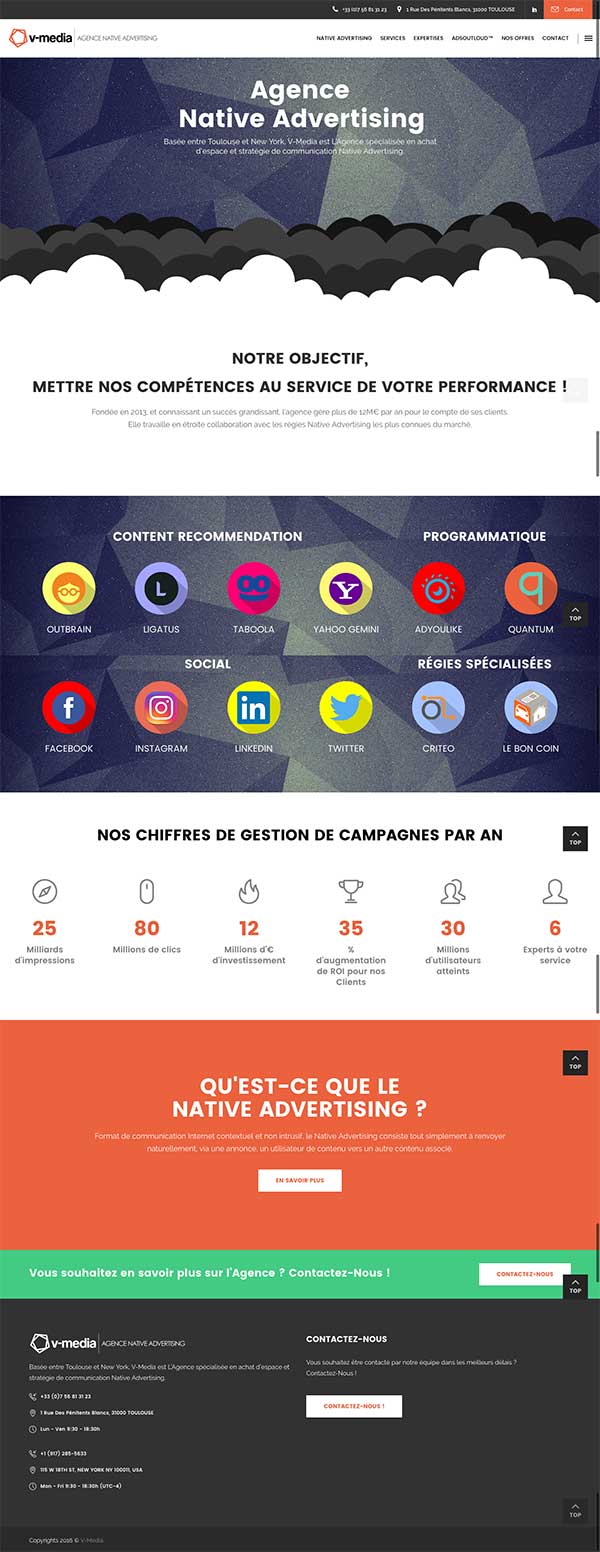 +33 (0)7 56 81 31 23
1 Rue Des Pénitents Blancs, 31000 TOULOUSE
in
Contact
v-media AGENCE NATIVE ADVERTISING
NATIVE ADVERTISING SERVICES EXPERTISES ADSOUTLOUD™ NOS OFFRES CONTACT
Agence
Native Advertising
Basée entre Toulouse et New York, V-Media est L'Agence spécialisée en achat
d'espace et stratégie de communication Native Advertising.
NOTRE OBJECTIF,
METTRE NOS COMPÉTENCES AU SERVICE DE VOTRE PERFORMANCE !
Fondée en 2013, et connaissant un succès grandissant, l'agence gère plus de 12M€ par an pour le compte de ses clients.
Elle travaille en étroite collaboration avec les régies Native Advertising les plus connues du marché.
CONTENT RECOMMENDATION PROGRAMMATIQUE
L Y q
OUTBRAIN LIGATUS TABOOLA YAHOO GEMINI ADYOULIKE QUANTUM
TOP
SOCIAL RÉGIES SPÉCIALISÉES
f in
FACEBOOK INSTAGRAM LINKEDIN TWITTER CRITEO LE BON COIN
NOS CHIFFRES DE GESTION DE CAMPAGNES PAR AN
TOP
25 80 12 35 30 6
Milliards Millions de clics Millions d'€ % Millions Experts à votre
d'impressions d'investissement d'augmentation d'utilisateurs service
de ROI pour nos atteints
Clients
TOP
QU'EST-CE QUE LE
NATIVE ADVERTISING ?
Format de communication Internet contextuel et non intrusif, le Native Advertising consiste tout simplement à renvoyer
naturellement, via une annonce, un utilisateur de contenu vers un autre contenu associé.
EN SAVOIR PLUS
Vous souhaitez en savoir plus sur l'Agence ? Contactez-Nous !
CONTACTEZ-NOUS
TOP
v-media AGENCE NATIVE ADVERTISING
Basée entre Toulouse et New York, V-Media est L'Agence spécialisée en achat d'espace et
stratégie de communication Native Advertising.
+33 (0)7 56 81 31 23
1 Rue Des Pénitents Blancs, 31000 TOULOUSE
Lun - Ven 9:30 - 18:30h
+1 (917) 285-5633
115 W 18TH ST, NEW YORK NY 100011, USA
Mon - Fri 9:30 - 18:30h (UTC-4)
CONTACTEZ-NOUS
Vous souhaitez être contacté par notre équipe dans les meilleurs délais ?
Contactez-Nous !
CONTACTEZ-NOUS !
TOP
Copyrights 2016 © V-Media.